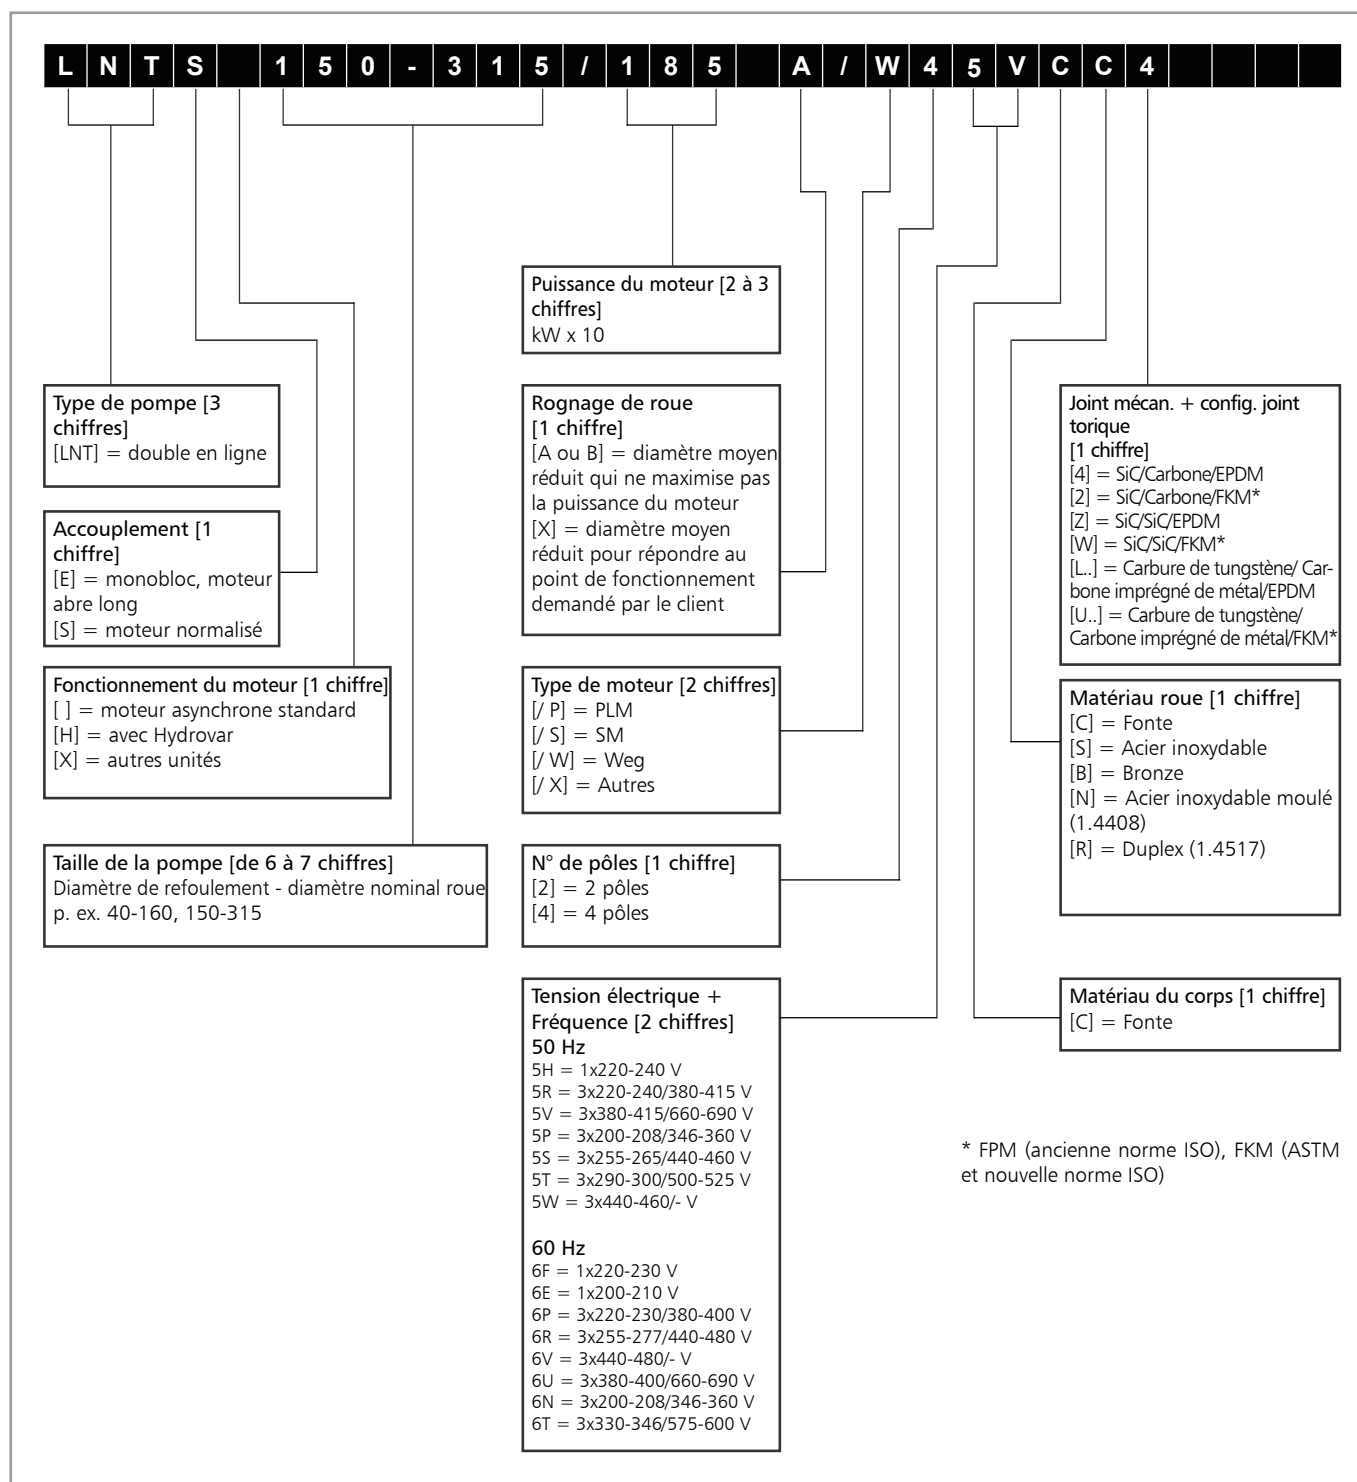 L N T S 1 5 0 - 3 1 5 / 1 8 5 A / W 4 5 V C C 4
Puissance du moteur [2 à 3
chiffres]
kW x 10
Type de pompe [3
chiffres]
[LNT] = double en ligne
Accouplement [1
chiffre]
[E] = monobloc, moteur
abre long
[S] = moteur normalisé
Fonctionnement du moteur [1 chiffre]
[ ] = moteur asynchrone standard
[H] = avec Hydrovar
[X] = autres unités
Taille de la pompe [de 6 à 7 chiffres]
Diamètre de refoulement - diamètre nominal roue
p. ex. 40-160, 150-315
Rognage de roue
[1 chiffre]
[A ou B] = diamètre moyen
réduit qui ne maximise pas
la puissance du moteur
[X] = diamètre moyen
réduit pour répondre au
point de fonctionnement
demandé par le client
Type de moteur [2 chiffres]
[/ P] = PLM
[/ S] = SM
[/ W] = Weg
[/ X] = Autres
N° de pôles [1 chiffre]
[2] = 2 pôles
[4] = 4 pôles
Tension électrique +
Fréquence [2 chiffres]
50 Hz
5H = 1x220-240 V
5R = 3x220-240/380-415 V
5V = 3x380-415/660-690 V
5P = 3x200-208/346-360 V
5S = 3x255-265/440-460 V
5T = 3x290-300/500-525 V
5W = 3x440-460/- V
60 Hz
6F = 1x220-230 V
6E = 1x200-210 V
6P = 3x220-230/380-400 V
6R = 3x255-277/440-480 V
6V = 3x440-480/- V
6U = 3x380-400/660-690 V
6N = 3x200-208/346-360 V
6T = 3x330-346/575-600 V
Joint mécan. + config. joint
torique
[1 chiffre]
[4] = SiC/Carbone/EPDM
[2] = SiC/Carbone/FKM*
[Z] = SiC/SiC/EPDM
[W] = SiC/SiC/FKM*
[L..] = Carbure de tungstène/ Car-
bone imprégné de métal/EPDM
[U..] = Carbure de tungstène/
Carbone imprégné de métal/FKM*
Matériau roue [1 chiffre]
[C] = Fonte
[S] = Acier inoxydable
[B] = Bronze
[N] = Acier inoxydable moulé
(1.4408)
[R] = Duplex (1.4517)
Matériau du corps [1 chiffre]
[C] = Fonte
* FPM (ancienne norme ISO), FKM (ASTM
et nouvelle norme ISO)